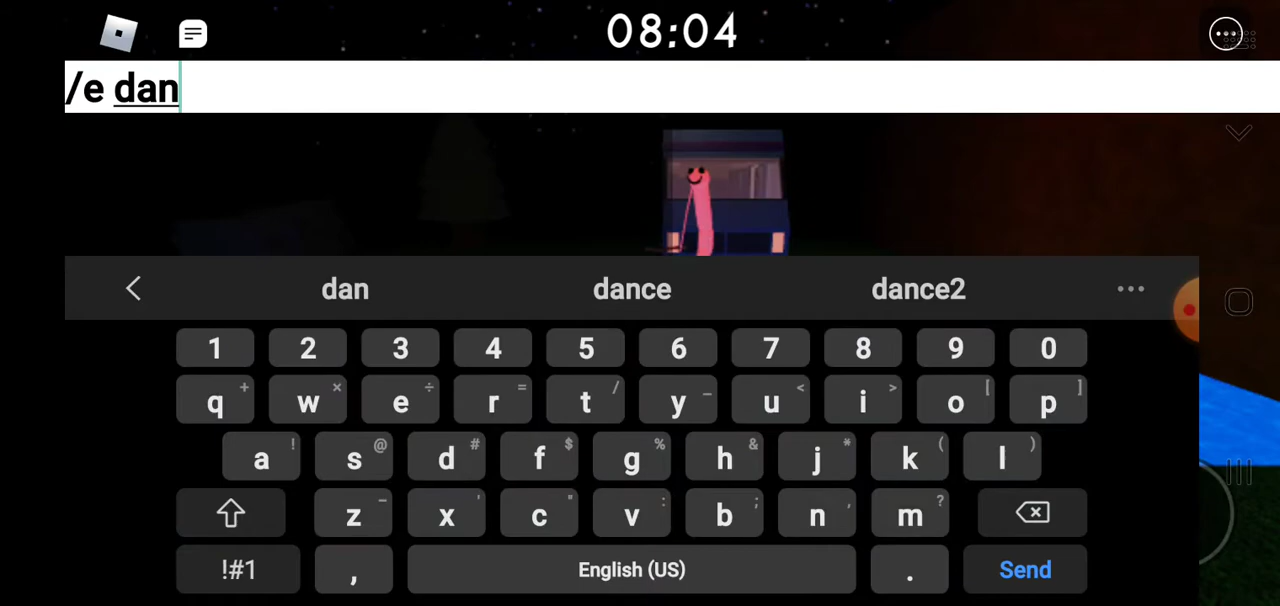 08:04
/e dan
dan dance dance2
1 2 3 4 5 6 7 8 9 0
q + w × e ÷ r = t / y _ u < i > o [ p ]
a ! s @ d # f $ g % h & j * k ( l )
z - x ' c " v : b ; n , m ?
!#1 , English (US) . Send